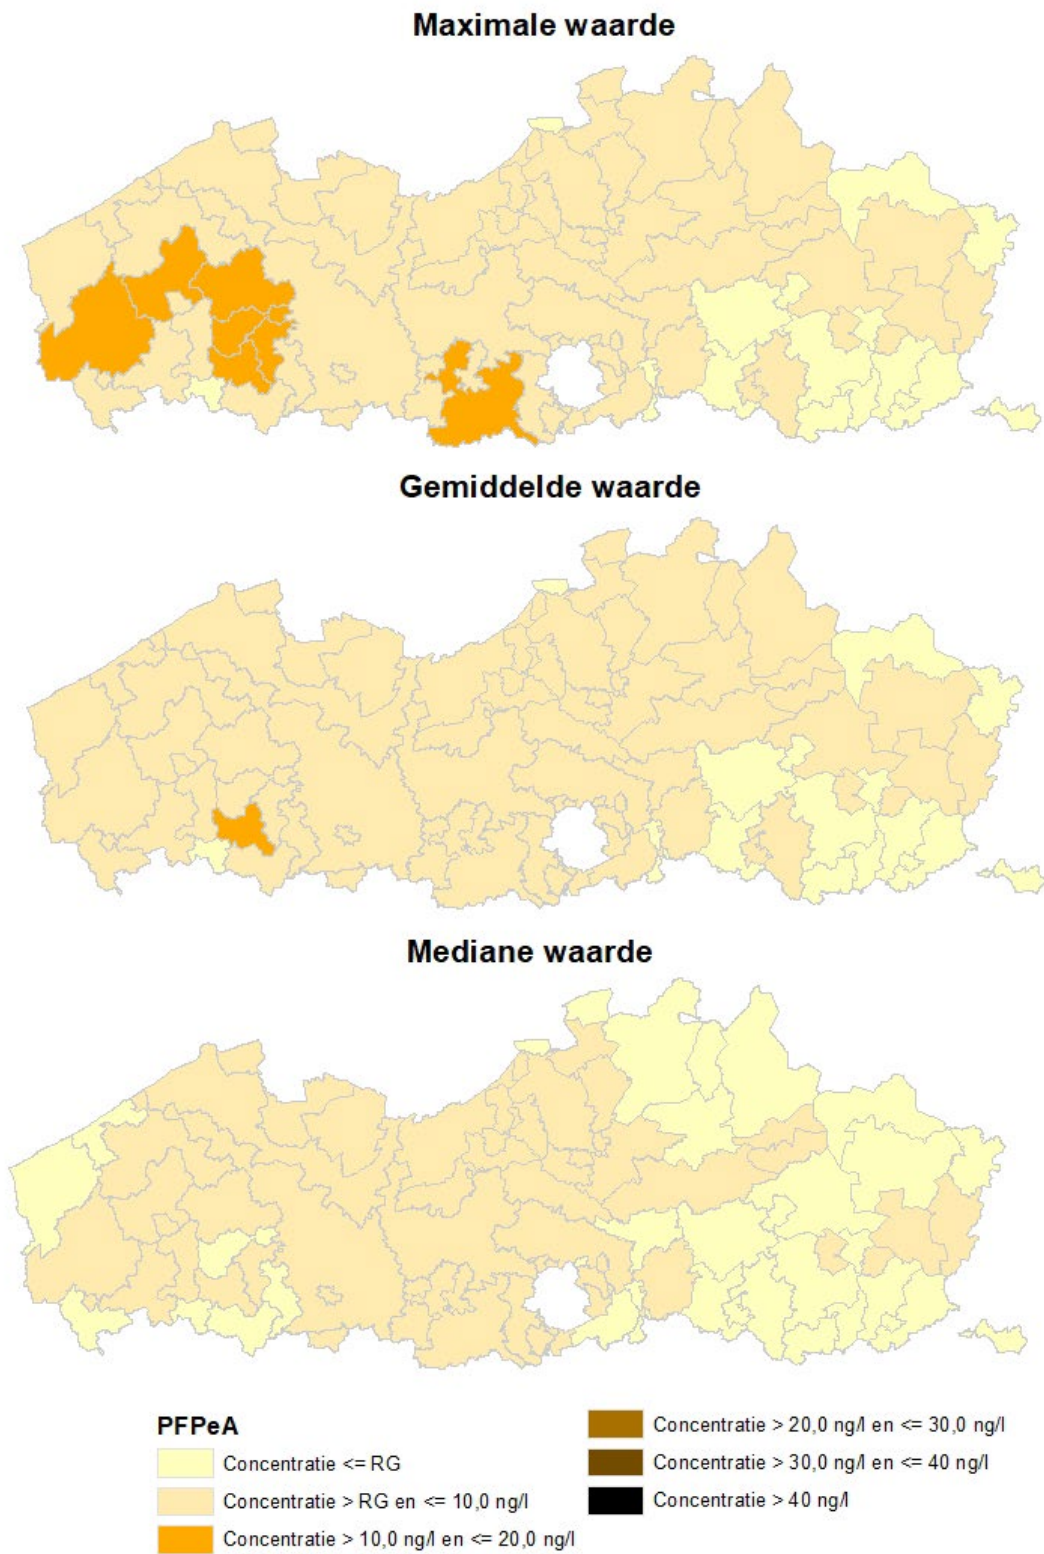 Maximale waarde
Gemiddelde waarde
Mediane waarde
PFPeA
Concentratie <= RG
Concentratie > RG en <= 10,0 ng/l
Concentratie > 10,0 ng/l en <= 20,0 ng/l
Concentratie > 20,0 ng/l en <= 30,0 ng/l
Concentratie > 30,0 ng/l en <= 40 ng/l
Concentratie > 40 ng/l